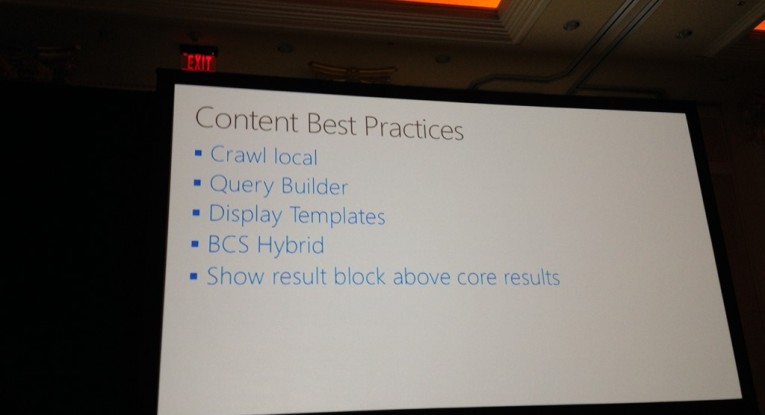 EXIT
Content Best Practices
▪ Crawl local
▪ Query Builder
▪ Display Templates
▪ BCS Hybrid
▪ Show result block above core results